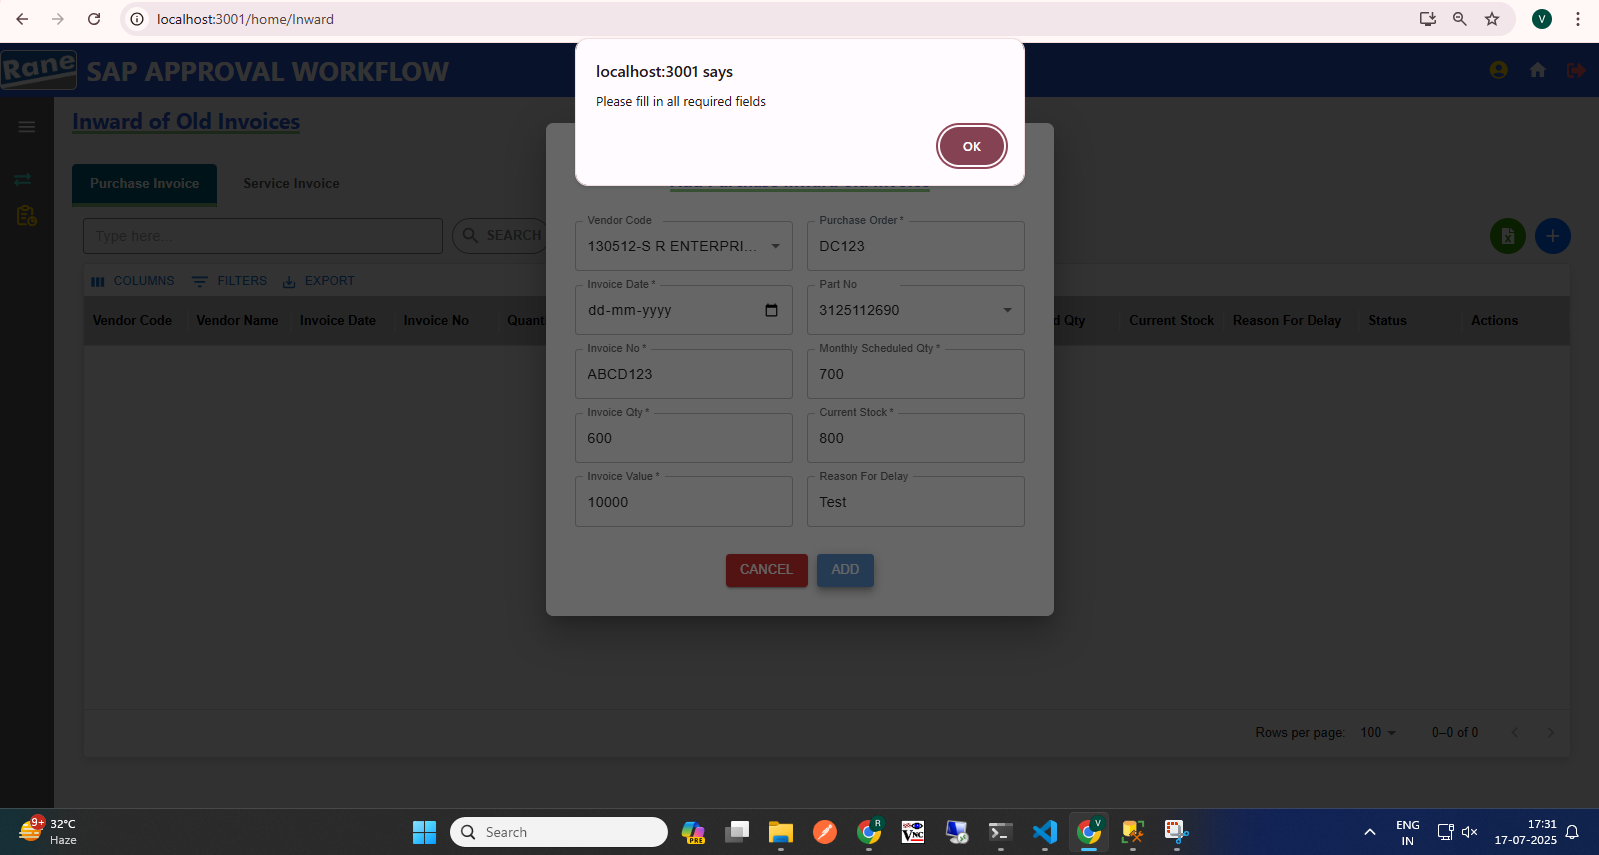 localhost:3001/home/Inward
V
Rane
SAP APPROVAL WORKFLOW
localhost:3001 says
Please fill in all required fields
OK
Inward of Old Invoices
Purchase Invoice
Service Invoice
Type here...
SEARCH
COLUMNS
FILTERS
EXPORT
Vendor Code
Vendor Name
Invoice Date
Invoice No
Quant
d Qty
Current Stock
Reason For Delay
Status
Actions
Vendor Code
130512-S R ENTERPRI...
Purchase Order *
DC123
Invoice Date *
dd-mm-yyyy
Part No
3125112690
Invoice No *
ABCD123
Monthly Scheduled Qty *
700
Invoice Qty *
600
Current Stock *
800
Invoice Value *
10000
Reason For Delay
Test
CANCEL
ADD
Rows per page:
100
0–0 of 0
9+
32°C
Haze
Search
PRE
R
VNC
V
ENG
IN
17:31
17-07-2025